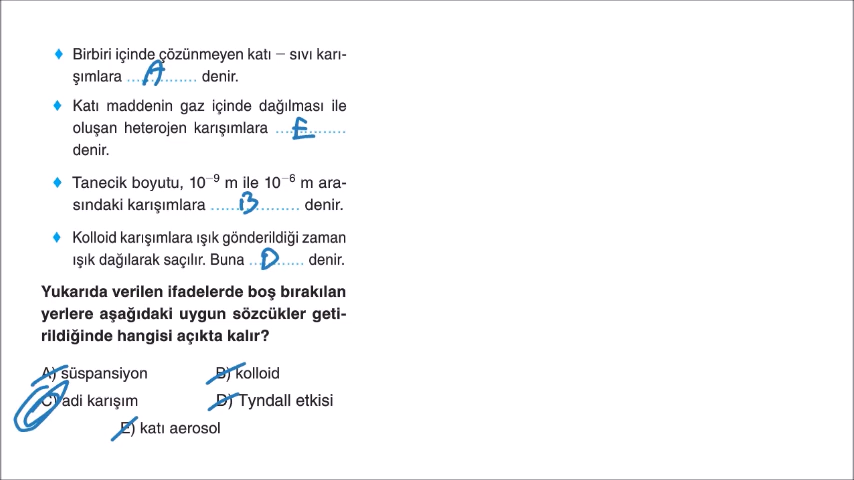 ♦ Birbiri içinde çözünmeyen katı – sıvı karı-
şımlara ....A.... denir.
♦ Katı maddenin gaz içinde dağılması ile
oluşan heterojen karışımlara ....E....
denir.
♦ Tanecik boyutu, 10⁻⁹ m ile 10⁻⁶ m ara-
sındaki karışımlara ....B.... denir.
♦ Kolloid karışımlara ışık gönderildiği zaman
ışık dağılarak saçılır. Buna ....D.... denir.
Yukarıda verilen ifadelerde boş bırakılan
yerlere aşağıdaki uygun sözcükler geti-
rildiğinde hangisi açıkta kalır?
A) süspansiyon B) kolloid
C) adi karışım D) Tyndall etkisi
E) katı aerosol